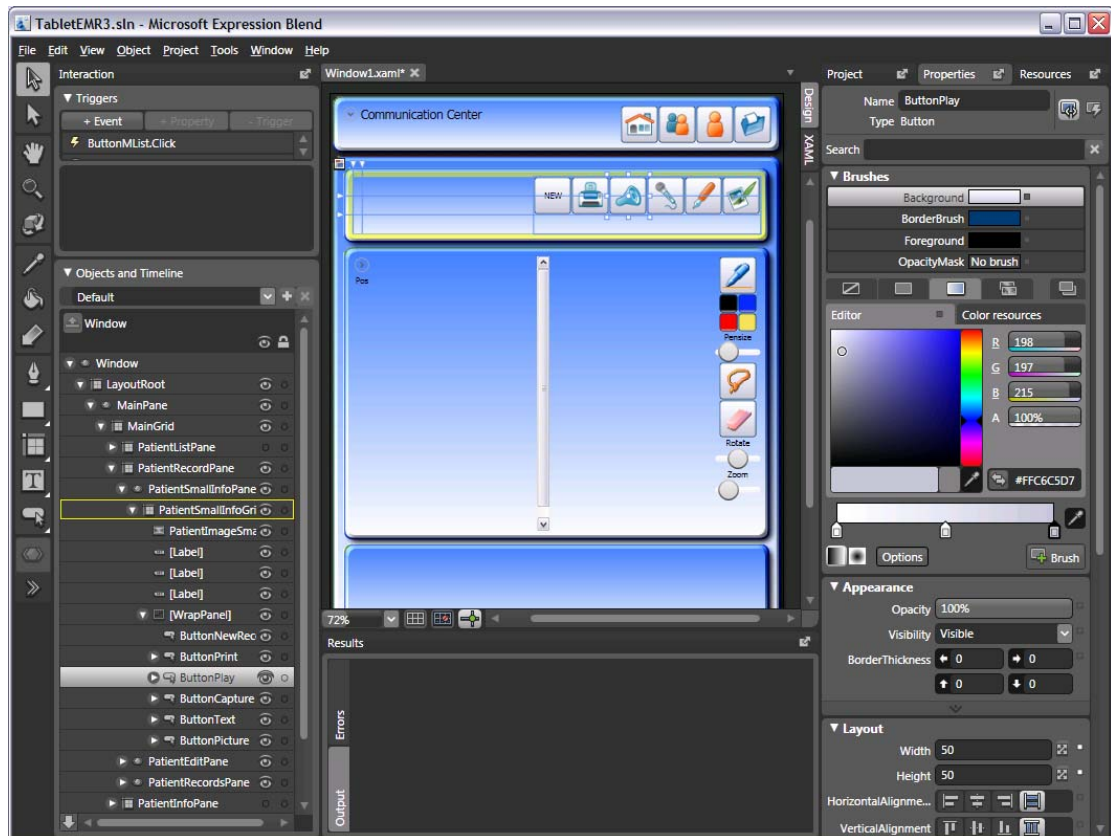 TabletEMR3.sln - Microsoft Expression Blend
File Edit View Object Project Tools Window Help
Interaction
Triggers
+ Event + Property - Trigger
ButtonMList.Click
Objects and Timeline
Default
Window
Window
LayoutRoot
MainPane
MainGrid
PatientListPane
PatientRecordPane
PatientSmallInfoPane
PatientSmallInfoGri
PatientImageSma
[Label]
[Label]
[Label]
[WrapPanel]
ButtonNewRec
ButtonPrint
ButtonPlay
ButtonCapture
ButtonText
ButtonPicture
PatientEditPane
PatientRecordsPane
PatientInfoPane
Window1.xaml*
Design
XAML
Communication Center
NEW
Pos
Pensize
Rotate
Zoom
72%
Results
Errors
Output
Project Properties Resources
Name ButtonPlay
Type Button
Search
Brushes
Background
BorderBrush
Foreground
OpacityMask No brush
Editor Color resources
R 198
G 197
B 215
A 100%
#FFC6C5D7
Options Brush
Appearance
Opacity 100%
Visibility Visible
BorderThickness 0 0
0 0
Layout
Width 50
Height 50
HorizontalAlignme...
VerticalAlignment